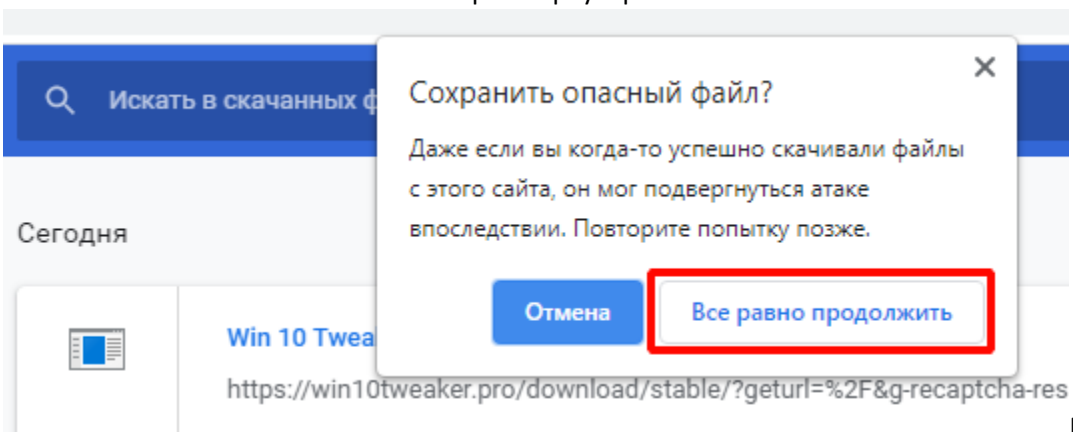 Сохранить опасный файл?
Искать в скачанных
Даже если вы когда-то успешно скачивали файлы
с этого сайта, он мог подвергнуться атаке
впоследствии. Повторите попытку позже.
Сегодня
Отмена
Все равно продолжить
Win 10 Twea
https://win10tweaker.pro/download/stable/?geturl=%2F&g-recaptcha-res